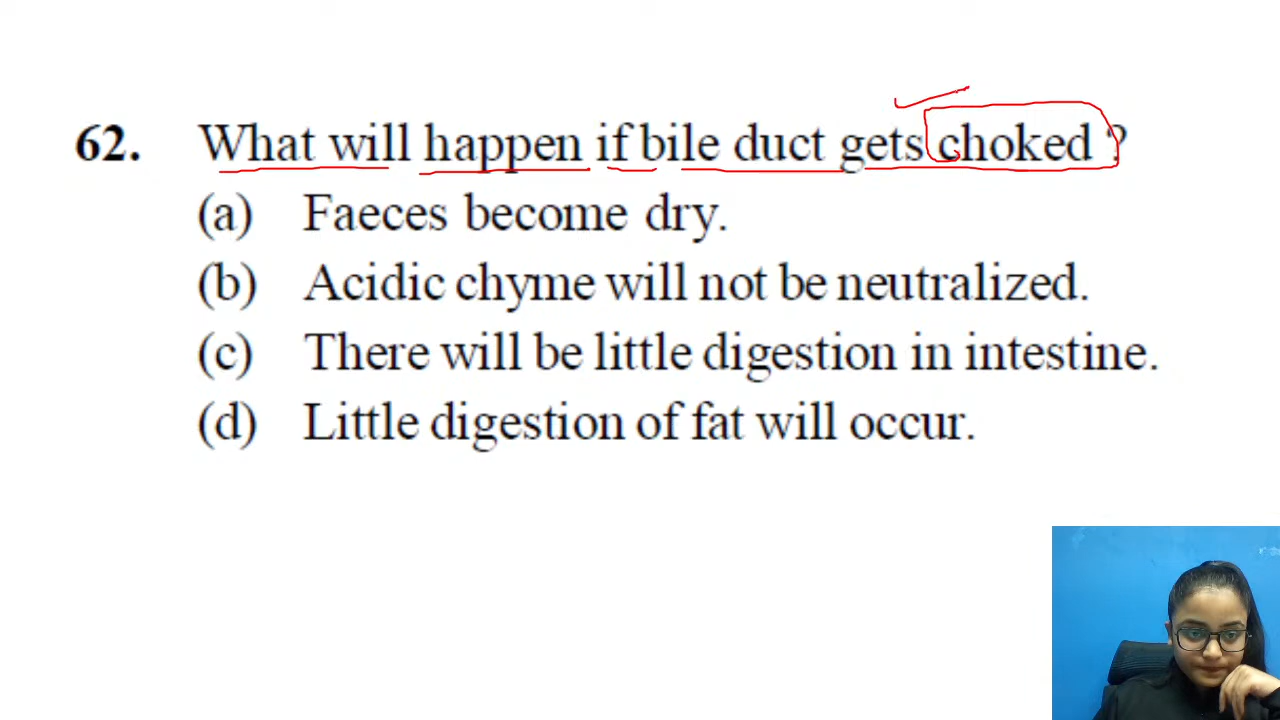 62. What will happen if bile duct gets choked ?
(a) Faeces become dry.
(b) Acidic chyme will not be neutralized.
(c) There will be little digestion in intestine.
(d) Little digestion of fat will occur.